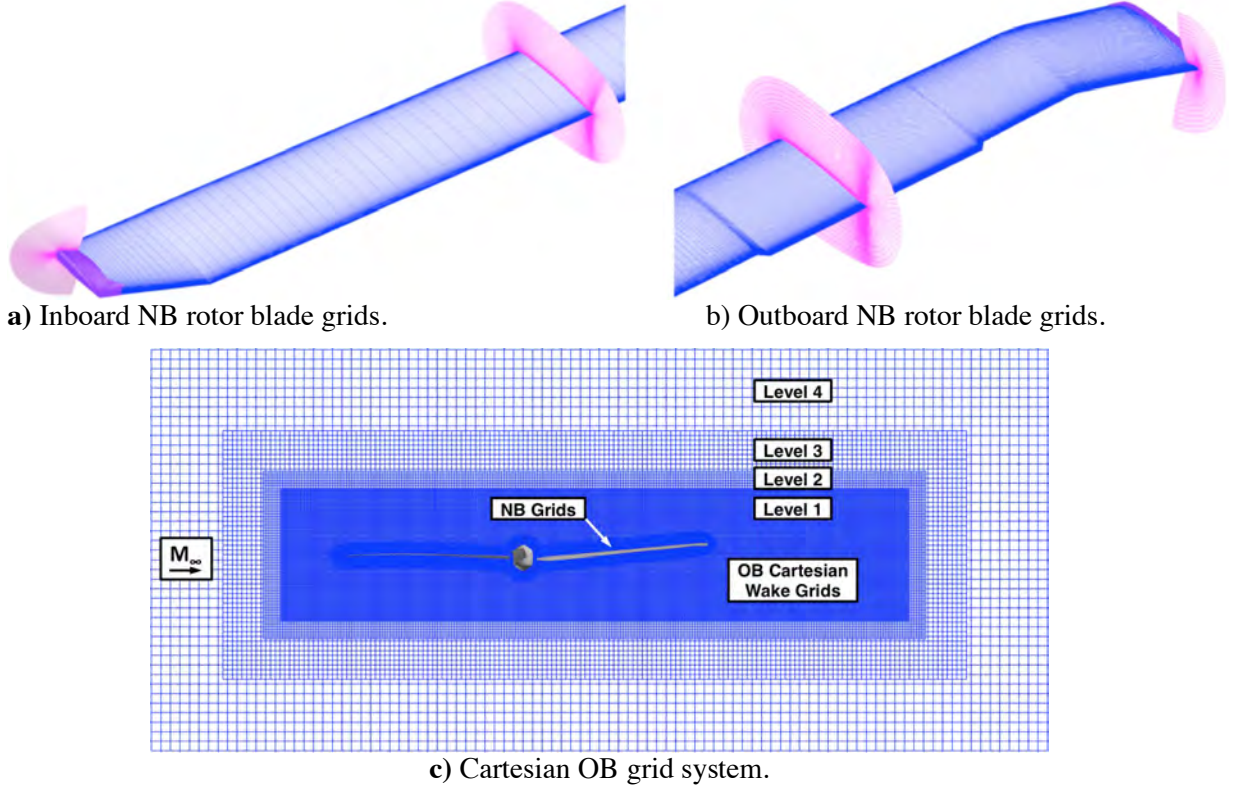 a) Inboard NB rotor blade grids.
b) Outboard NB rotor blade grids.
Level 4
Level 3
Level 2
NB Grids
Level 1
M∞
OB Cartesian
Wake Grids
c) Cartesian OB grid system.